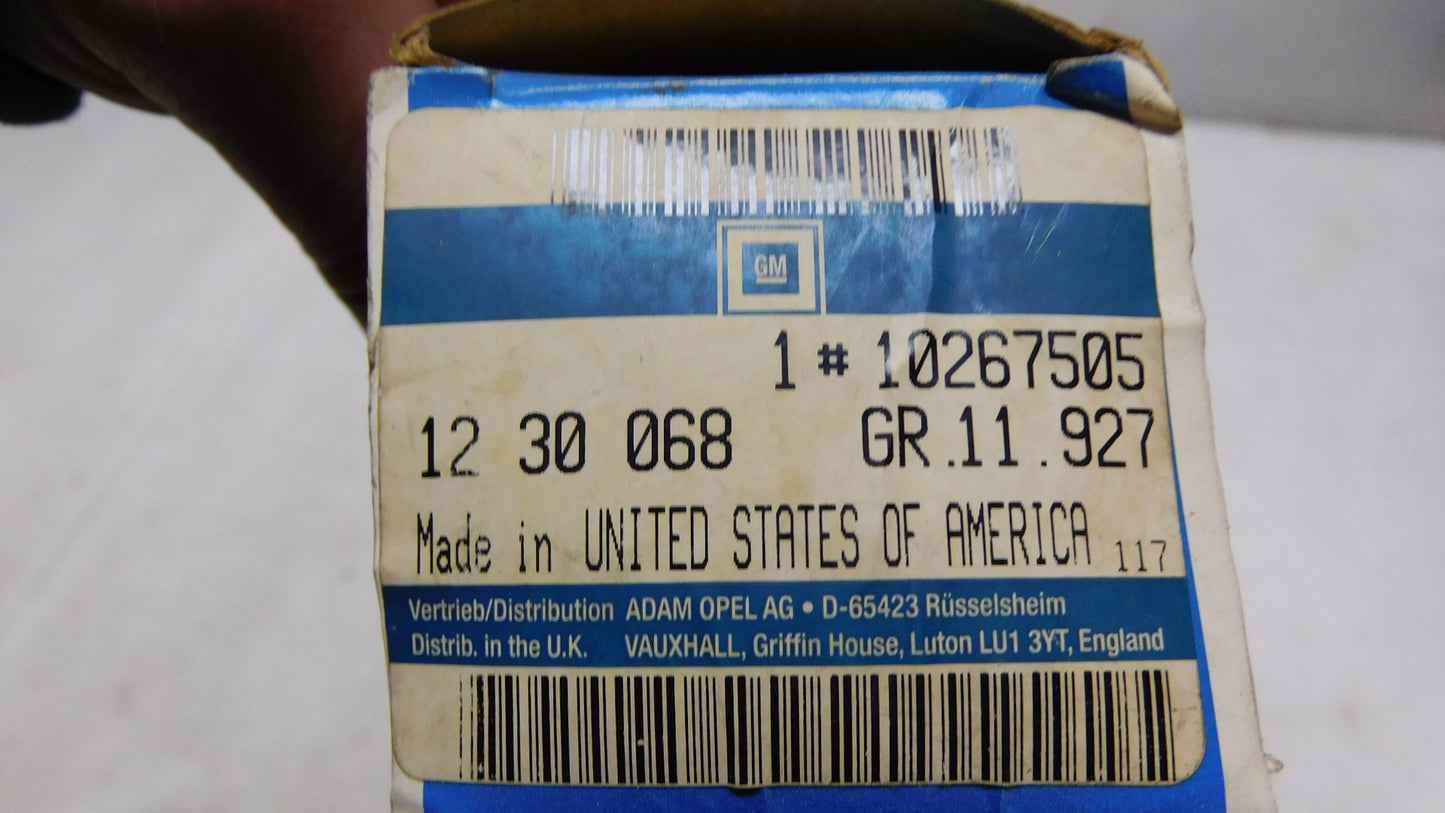 GM
1 # 10267505
12 30 068 GR.11.927
Made in UNITED STATES OF AMERICA 117
Vertrieb/Distribution ADAM OPEL AG • D-65423 Rüsselsheim
Distrib. in the U.K. VAUXHALL, Griffin House, Luton LU1 3YT, England